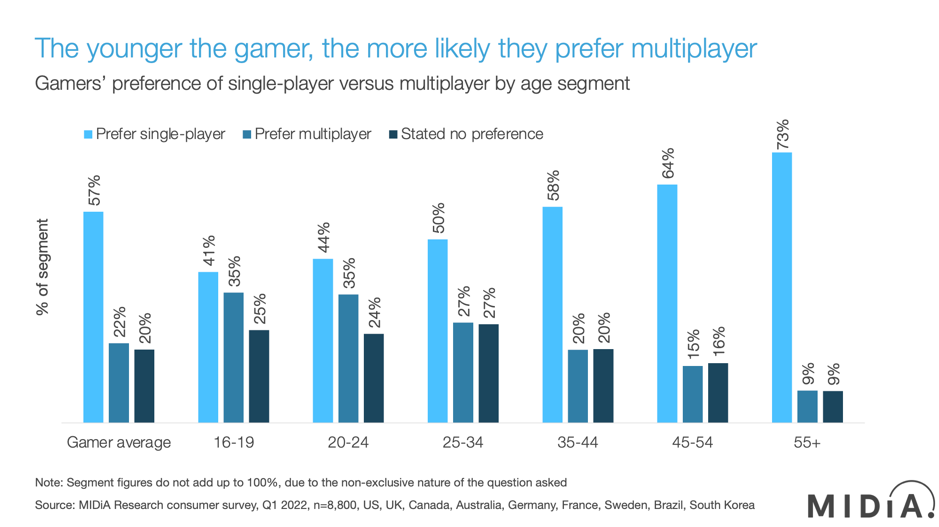 The younger the gamer, the more likely they prefer multiplayer
Gamers’ preference of single-player versus multiplayer by age segment
Prefer single-player Prefer multiplayer Stated no preference
% of segment
57% 22% 20%
41% 35% 25%
44% 35% 24%
50% 27% 27%
58% 20% 20%
64% 15% 16%
73% 9% 9%
Gamer average 16-19 20-24 25-34 35-44 45-54 55+
Note: Segment figures do not add up to 100%, due to the non-exclusive nature of the question asked
Source: MIDiA Research consumer survey, Q1 2022, n=8,800, US, UK, Canada, Australia, Germany, France, Sweden, Brazil, South Korea
MIDiA.